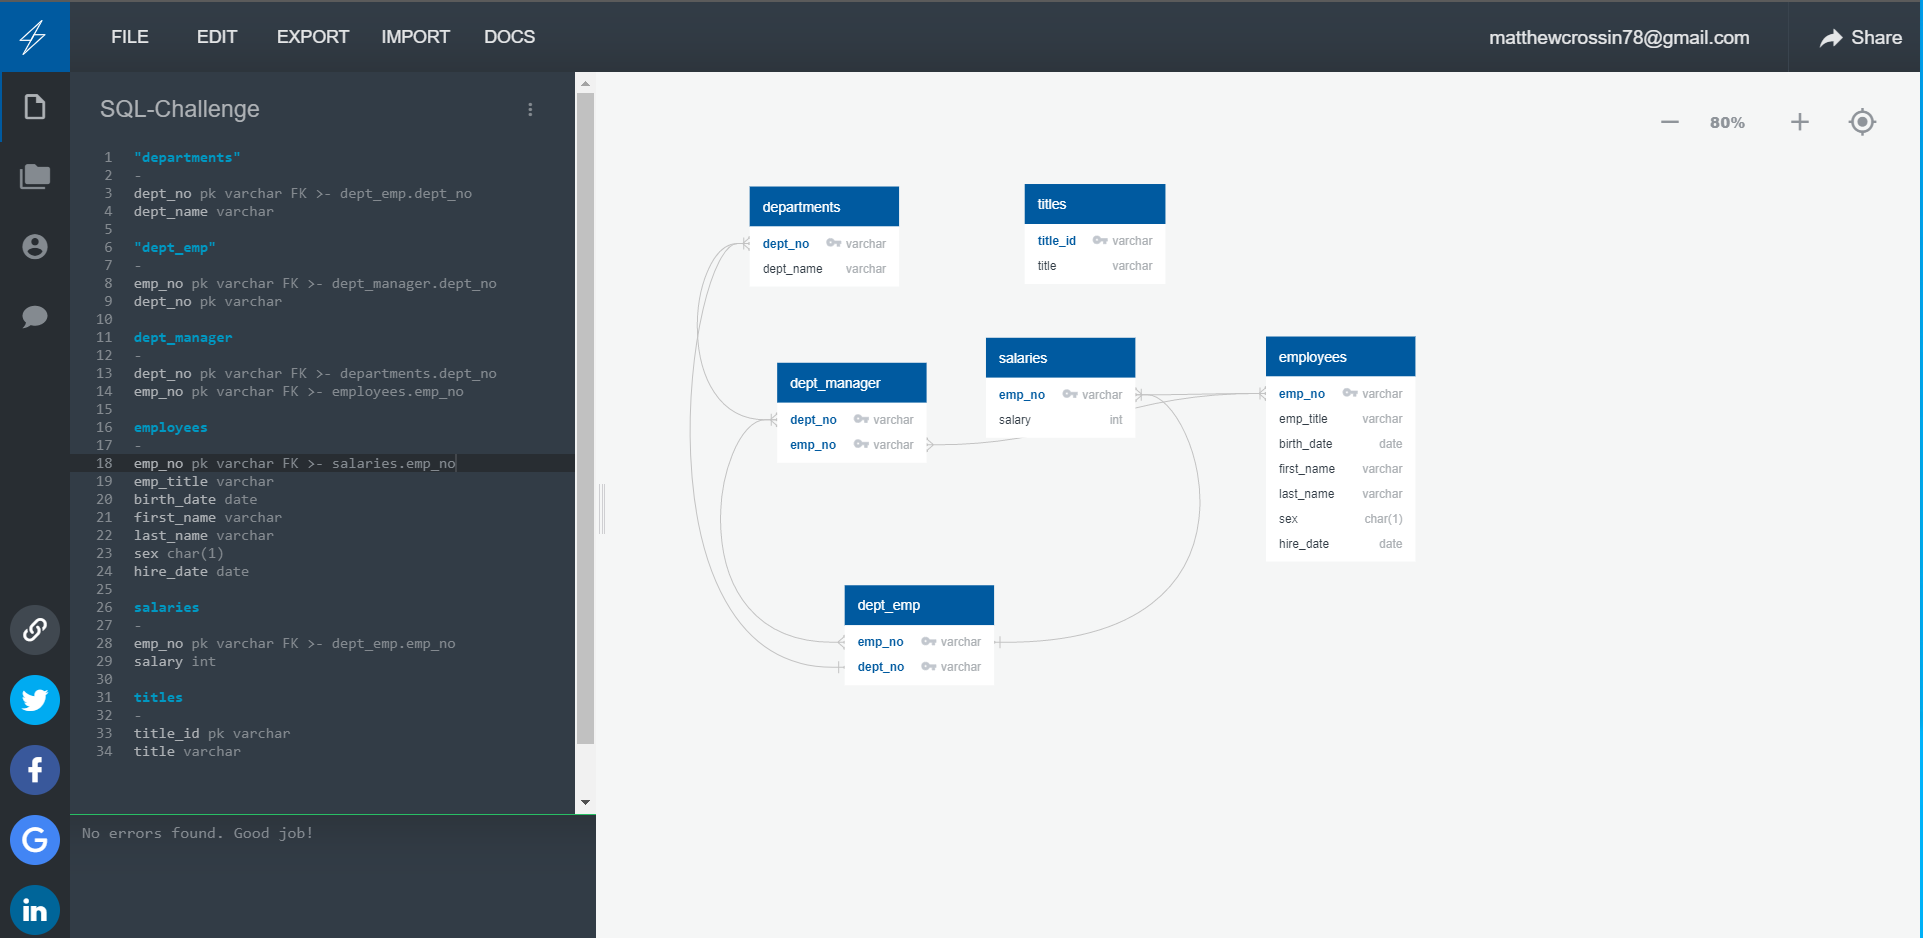 FILE EDIT EXPORT IMPORT DOCS matthewcrossin78@gmail.com Share
SQL-Challenge
1 "departments"
2 -
3 dept_no pk varchar FK >- dept_emp.dept_no
4 dept_name varchar
5
6 "dept_emp"
7 -
8 emp_no pk varchar FK >- dept_manager.dept_no
9 dept_no pk varchar
10
11 dept_manager
12 -
13 dept_no pk varchar FK >- departments.dept_no
14 emp_no pk varchar FK >- employees.emp_no
15
16 employees
17 -
18 emp_no pk varchar FK >- salaries.emp_no
19 emp_title varchar
20 birth_date date
21 first_name varchar
22 last_name varchar
23 sex char(1)
24 hire_date date
25
26 salaries
27 -
28 emp_no pk varchar FK >- dept_emp.emp_no
29 salary int
30
31 titles
32 -
33 title_id pk varchar
34 title varchar
No errors found. Good job!
80%
departments
dept_no varchar
dept_name varchar
titles
title_id varchar
title varchar
dept_manager
dept_no varchar
emp_no varchar
salaries
emp_no varchar
salary int
employees
emp_no varchar
emp_title varchar
birth_date date
first_name varchar
last_name varchar
sex char(1)
hire_date date
dept_emp
emp_no varchar
dept_no varchar